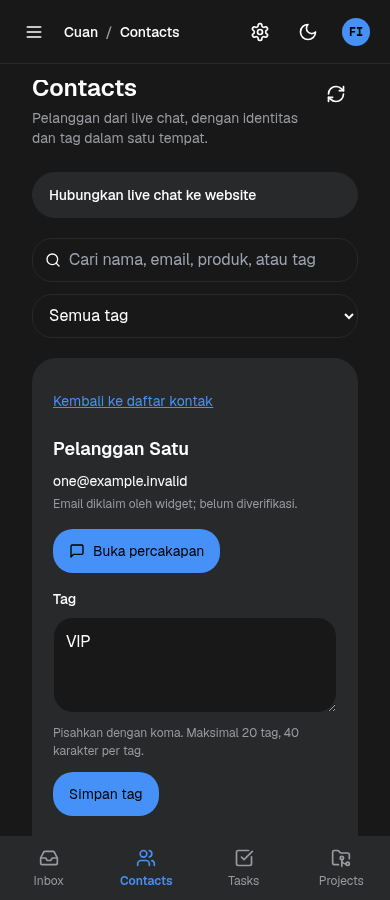 Cuan / Contacts
FI
Contacts
Pelanggan dari live chat, dengan identitas
dan tag dalam satu tempat.
Hubungkan live chat ke website
Cari nama, email, produk, atau tag
Semua tag
Kembali ke daftar kontak
Pelanggan Satu
one@example.invalid
Email diklaim oleh widget; belum diverifikasi.
Buka percakapan
Tag
VIP
Pisahkan dengan koma. Maksimal 20 tag, 40
karakter per tag.
Simpan tag
Inbox
Contacts
Tasks
Projects